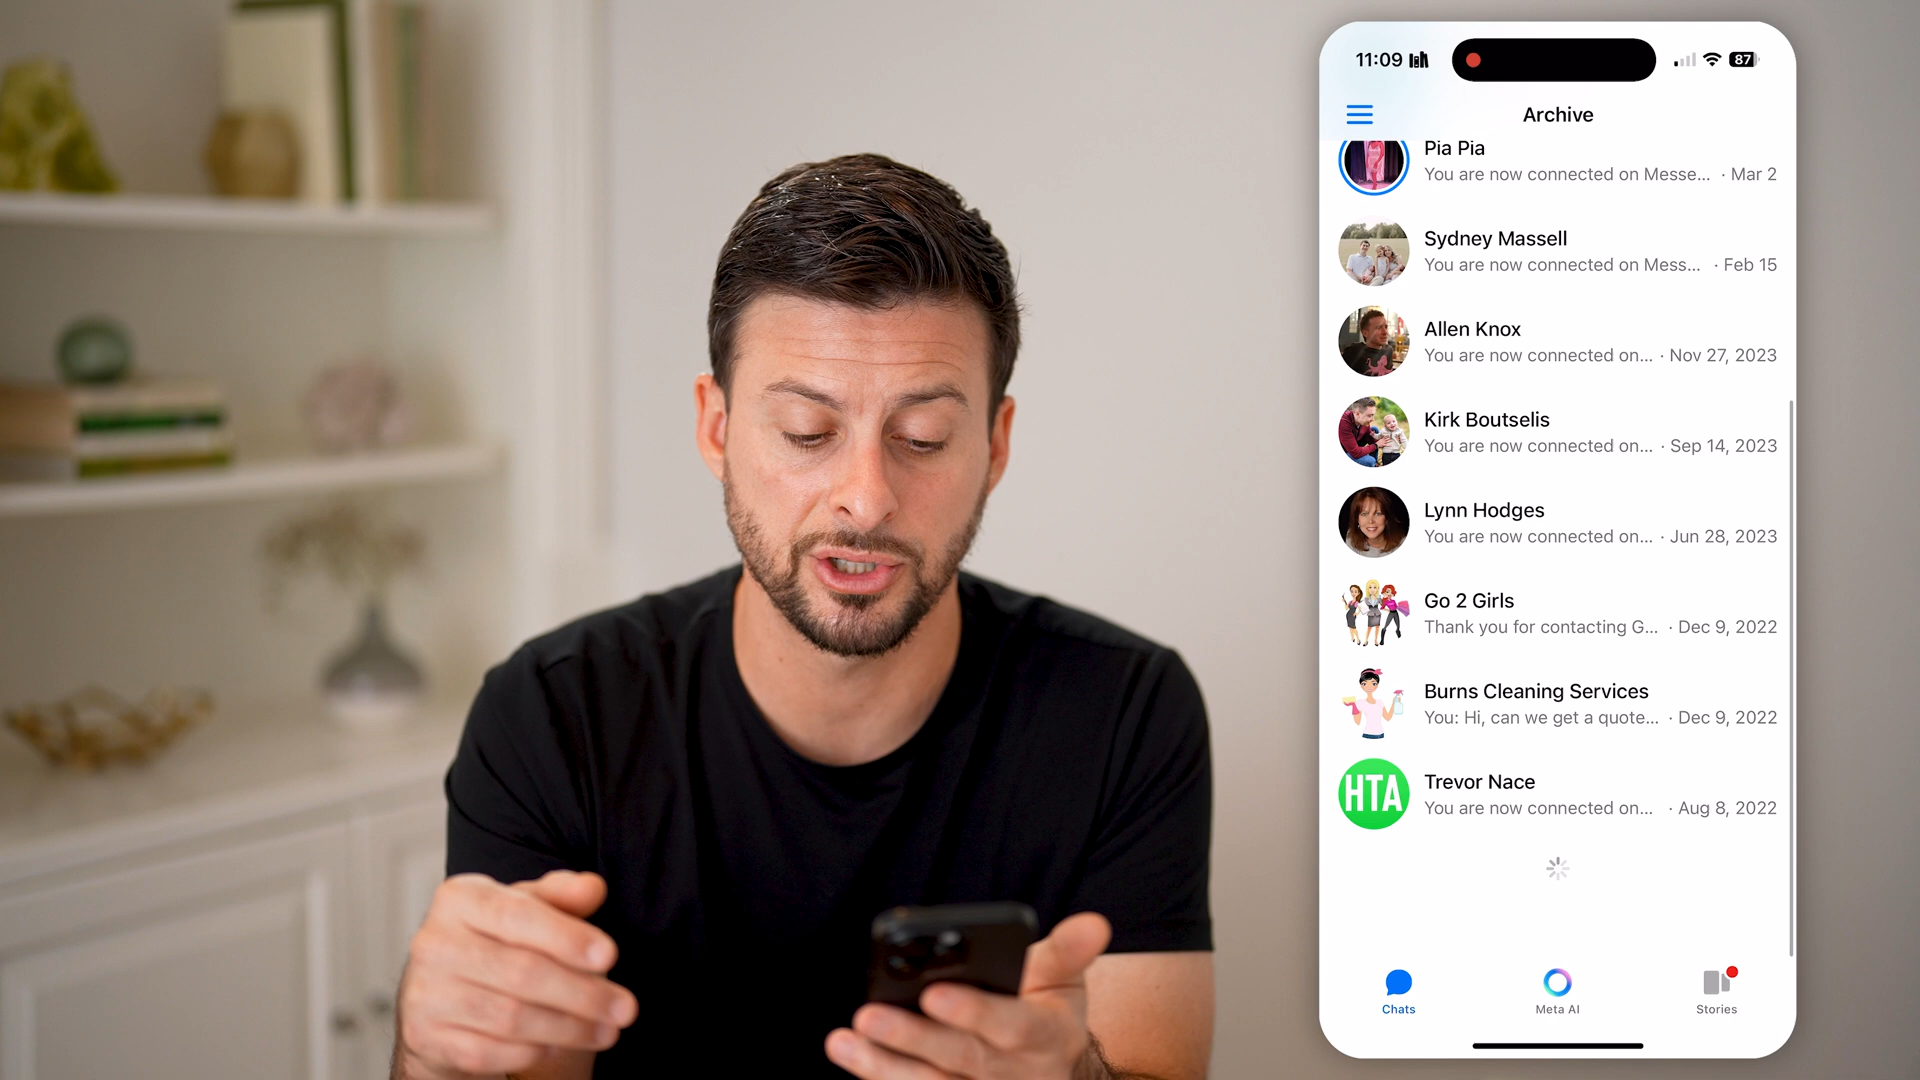 11:09
87
Archive
Pia Pia
You are now connected on Messe... · Mar 2
Sydney Massell
You are now connected on Mess... · Feb 15
Allen Knox
You are now connected on... · Nov 27, 2023
Kirk Boutselis
You are now connected on... · Sep 14, 2023
Lynn Hodges
You are now connected on... · Jun 28, 2023
Go 2 Girls
Thank you for contacting G... · Dec 9, 2022
Burns Cleaning Services
You: Hi, can we get a quote... · Dec 9, 2022
HTA
Trevor Nace
You are now connected on... · Aug 8, 2022
Chats
Meta AI
Stories